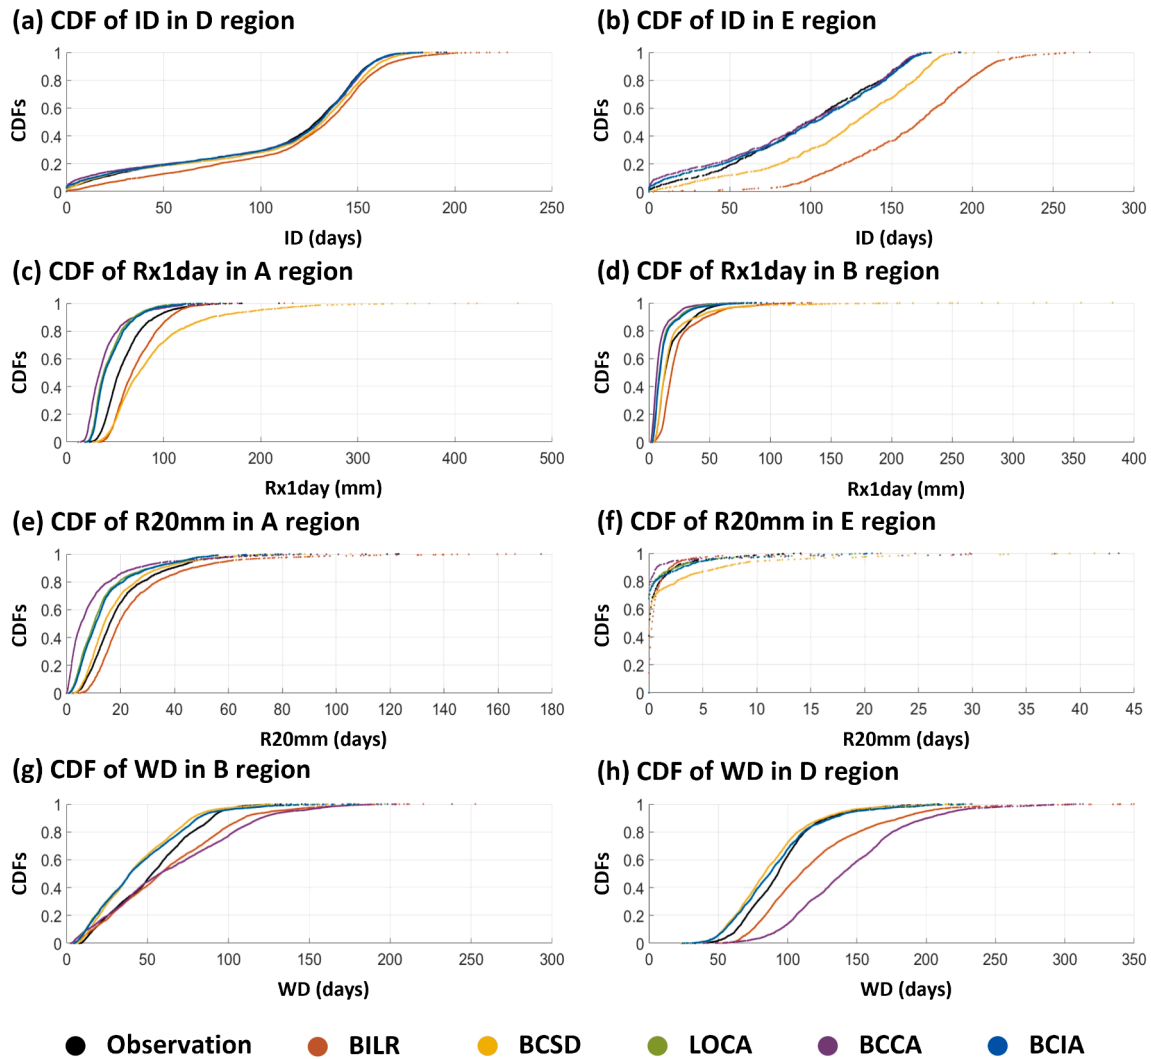 (a) CDF of ID in D region
(b) CDF of ID in E region
1
0.8
0.6
0.4
0.2
0
CDFs
0 50 100 150 200 250
ID (days)
1
0.8
0.6
0.4
0.2
0
CDFs
0 50 100 150 200 250 300
ID (days)
(c) CDF of Rx1day in A region
(d) CDF of Rx1day in B region
1
0.8
0.6
0.4
0.2
0
CDFs
0 100 200 300 400 500
Rx1day (mm)
1
0.8
0.6
0.4
0.2
0
CDFs
0 50 100 150 200 250 300 350 400
Rx1day (mm)
(e) CDF of R20mm in A region
(f) CDF of R20mm in E region
1
0.8
0.6
0.4
0.2
0
CDFs
0 20 40 60 80 100 120 140 160 180
R20mm (days)
1
0.8
0.6
0.4
0.2
0
CDFs
0 5 10 15 20 25 30 35 40 45
R20mm (days)
(g) CDF of WD in B region
(h) CDF of WD in D region
1
0.8
0.6
0.4
0.2
0
CDFs
0 50 100 150 200 250 300
WD (days)
1
0.8
0.6
0.4
0.2
0
CDFs
0 50 100 150 200 250 300 350
WD (days)
Observation BILR BCSD LOCA BCCA BCIA